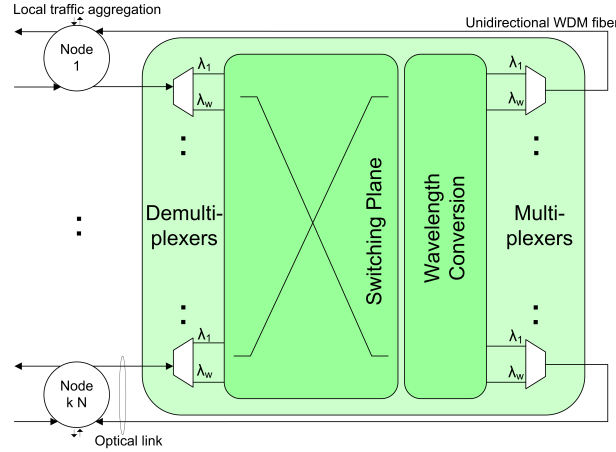 Local traffic aggregation
Unidirectional WDM fiber
Node
1
λ1
λw
λ1
λw
Demulti-
plexers
Switching Plane
Wavelength
Conversion
Multi-
plexers
λ1
λw
λ1
λw
Node
k N
Optical link